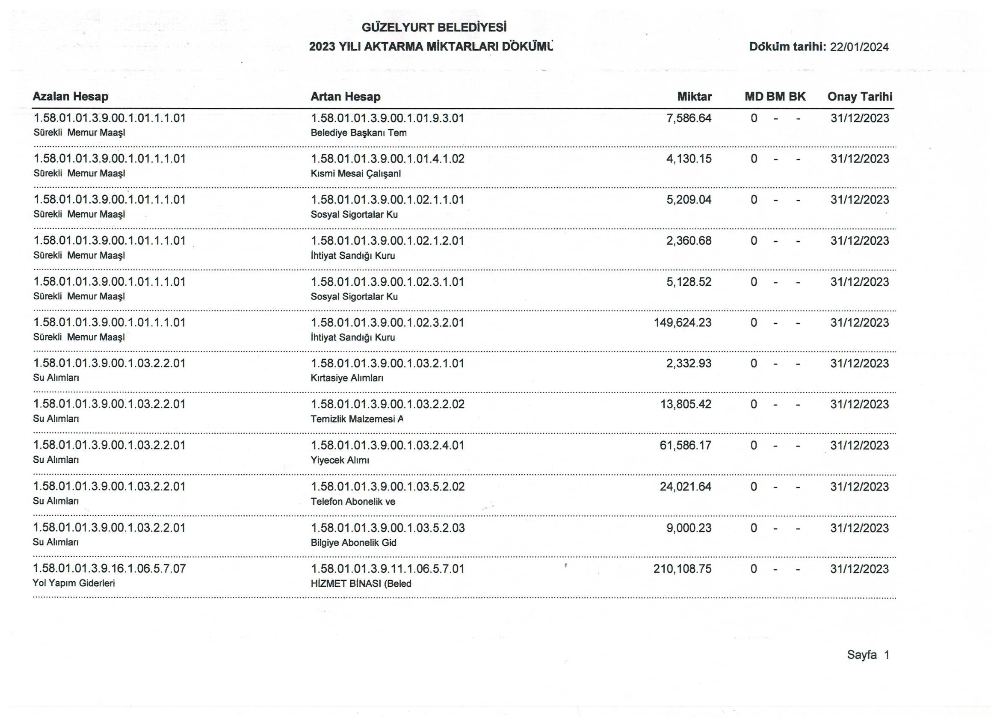 GÜZELYURT BELEDİYESİ
2023 YILI AKTARMA MİKTARLARI DÖKÜMÜ
Döküm tarihi: 22/01/2024
Azalan Hesap Artan Hesap Miktar MD BM BK Onay Tarihi
1.58.01.01.3.9.00.1.01.1.1.01 1.58.01.01.3.9.00.1.01.9.3.01 7,586.64 0 - - 31/12/2023
Sürekli Memur Maaşl Belediye Başkanı Tem
1.58.01.01.3.9.00.1.01.1.1.01 1.58.01.01.3.9.00.1.01.4.1.02 4,130.15 0 - - 31/12/2023
Sürekli Memur Maaşl Kısmi Mesai Çalışanl
1.58.01.01.3.9.00.1.01.1.1.01 1.58.01.01.3.9.00.1.02.1.1.01 5,209.04 0 - - 31/12/2023
Sürekli Memur Maaşl Sosyal Sigortalar Ku
1.58.01.01.3.9.00.1.01.1.1.01 1.58.01.01.3.9.00.1.02.1.2.01 2,360.68 0 - - 31/12/2023
Sürekli Memur Maaşl İhtiyat Sandığı Kuru
1.58.01.01.3.9.00.1.01.1.1.01 1.58.01.01.3.9.00.1.02.3.1.01 5,128.52 0 - - 31/12/2023
Sürekli Memur Maaşl Sosyal Sigortalar Ku
1.58.01.01.3.9.00.1.01.1.1.01 1.58.01.01.3.9.00.1.02.3.2.01 149,624.23 0 - - 31/12/2023
Sürekli Memur Maaşl İhtiyat Sandığı Kuru
1.58.01.01.3.9.00.1.03.2.2.01 1.58.01.01.3.9.00.1.03.2.1.01 2,332.93 0 - - 31/12/2023
Su Alımları Kırtasiye Alımları
1.58.01.01.3.9.00.1.03.2.2.01 1.58.01.01.3.9.00.1.03.2.2.02 13,805.42 0 - - 31/12/2023
Su Alımları Temizlik Malzemesi A
1.58.01.01.3.9.00.1.03.2.2.01 1.58.01.01.3.9.00.1.03.2.4.01 61,586.17 0 - - 31/12/2023
Su Alımları Yiyecek Alımı
1.58.01.01.3.9.00.1.03.2.2.01 1.58.01.01.3.9.00.1.03.5.2.02 24,021.64 0 - - 31/12/2023
Su Alımları Telefon Abonelik ve
1.58.01.01.3.9.00.1.03.2.2.01 1.58.01.01.3.9.00.1.03.5.2.03 9,000.23 0 - - 31/12/2023
Su Alımları Bilgiye Abonelik Gid
1.58.01.01.3.9.16.1.06.5.7.07 1.58.01.01.3.9.11.1.06.5.7.01 210,108.75 0 - - 31/12/2023
Yol Yapım Giderleri HİZMET BİNASI (Beled
Sayfa 1